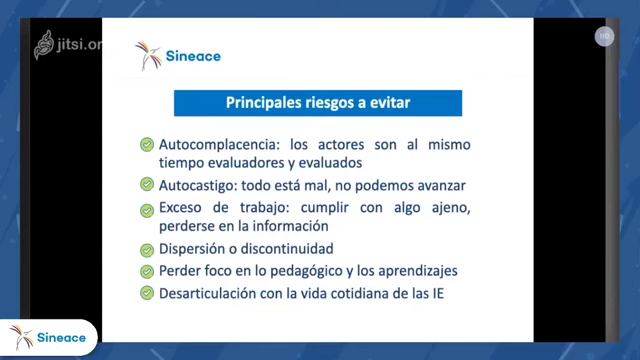 jitsi.or
HD
Sineace
Principales riesgos a evitar
Autocomplacencia: los actores son al mismo
tiempo evaluadores y evaluados
Autocastigo: todo está mal, no podemos avanzar
Exceso de trabajo: cumplir con algo ajeno,
perderse en la información
Dispersión o discontinuidad
Perder foco en lo pedagógico y los aprendizajes
Desarticulación con la vida cotidiana de las IE
Sineace